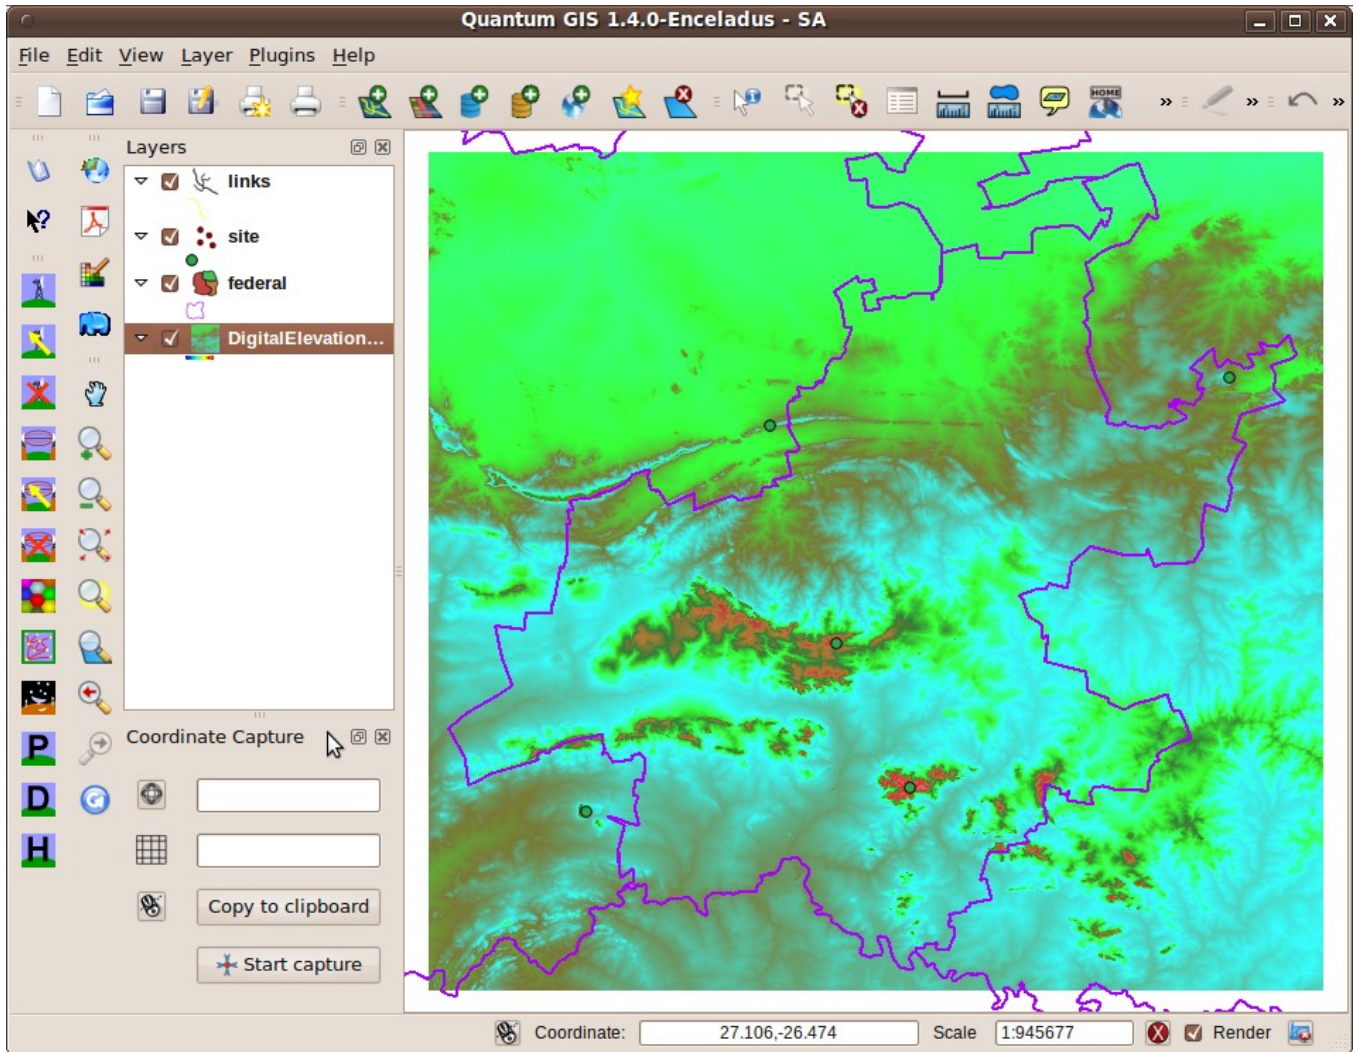 Quantum GIS 1.4.0-Enceladus - SA
File Edit View Layer Plugins Help
HOME
» » »
Layers
links
site
federal
DigitalElevation...
Coordinate Capture
P
D
H
Copy to clipboard
Start capture
Coordinate: 27.106,-26.474 Scale 1:945677 Render